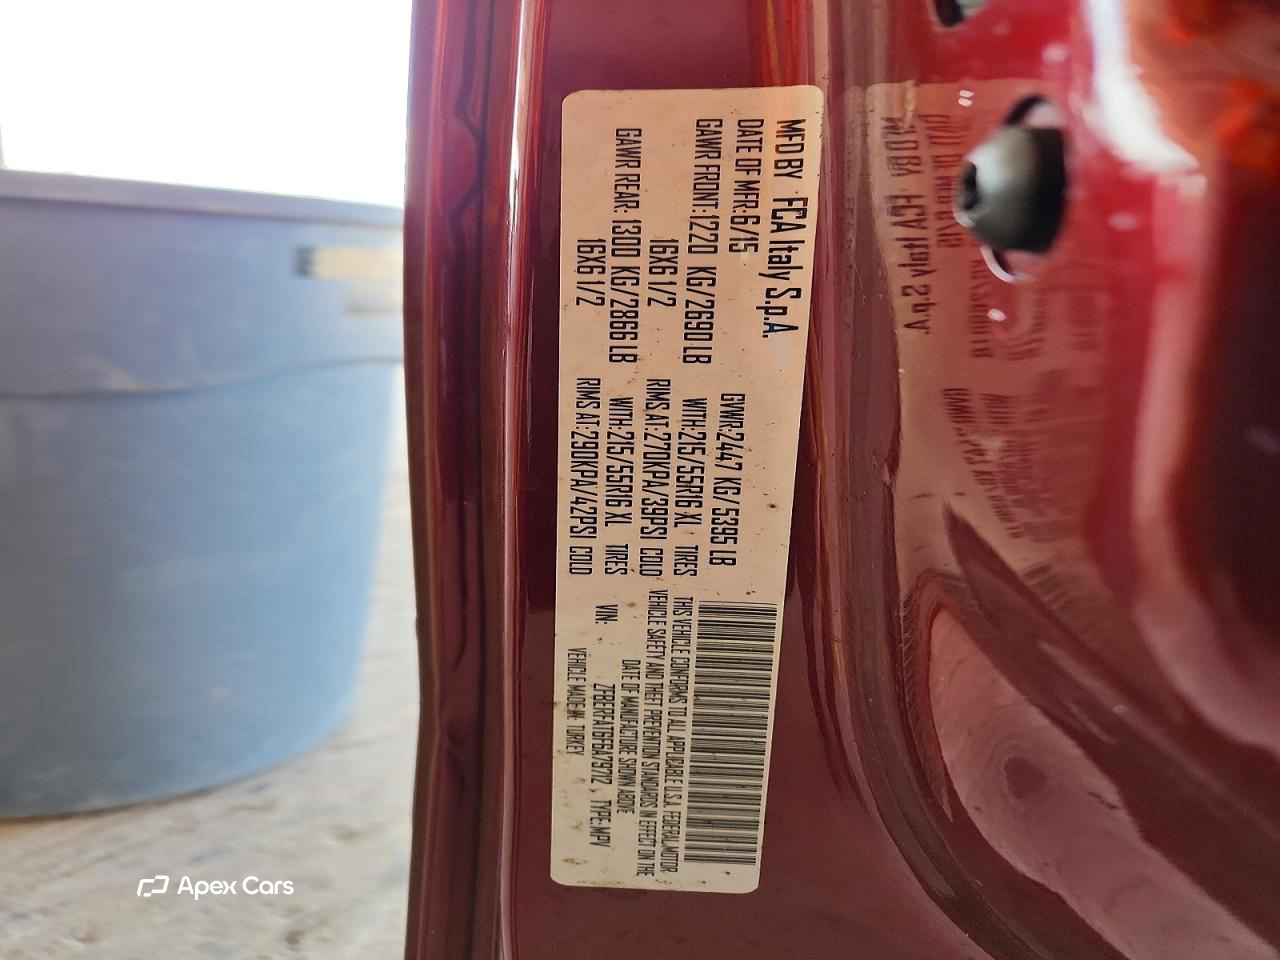 MFD BY FCA Italy S.p.A.
DATE OF MFR:6/15 GVWR:2447 KG/ 5395 LB
GAWR FRONT:1220 KG/2690 LB WITH:215/55R16 XL TIRES
16X6 1/2 RIMS AT:270KPA/39PSI COLD
GAWR REAR: 1300 KG/2866 LB WITH:215/55R16 XL TIRES
16X6 1/2 RIMS AT:290KPA/42PSI COLD
THIS VEHICLE CONFORMS TO ALL APPLICABLE U.S.A. FEDERAL MOTOR
VEHICLE SAFETY AND THEFT PREVENTION STANDARDS IN EFFECT ON THE
DATE OF MANUFACTURE SHOWN ABOVE
VIN: TYPE:MPV
VEHICLE MADE IN: TURKEY
Apex Cars